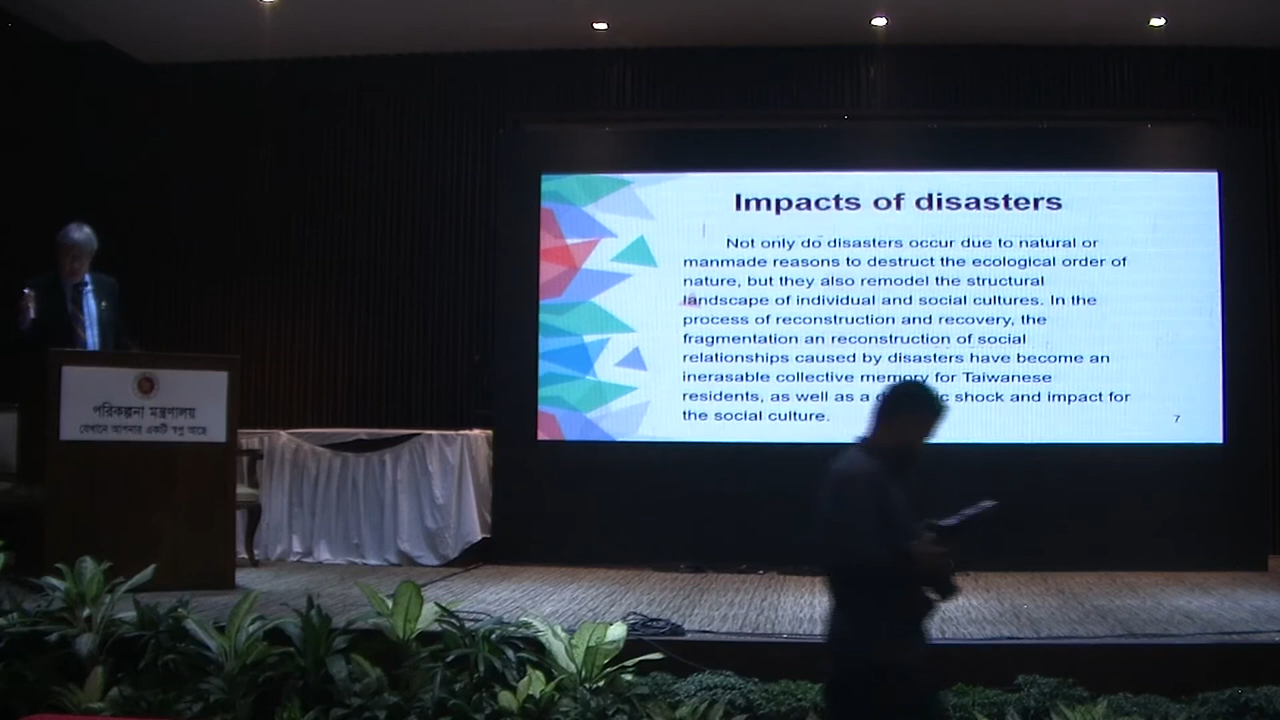 Impacts of disasters
Not only do disasters occur due to natural or
manmade reasons to destruct the ecological order of
nature, but they also remodel the structural
landscape of individual and social cultures. In the
process of reconstruction and recovery, the
fragmentation an reconstruction of social
relationships caused by disasters have become an
inerasable collective memory for Taiwanese
residents, as well as a shock and impact for
the social culture.
7
পরিকল্পনা মন্ত্রণালয়
যেখানে আপনার একটি স্বপ্ন আছে